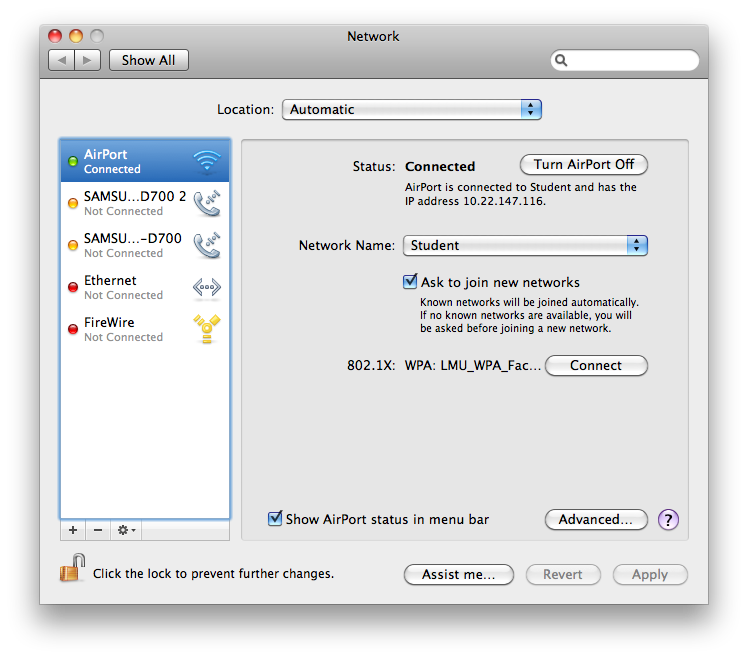 Network
Show All
Location: Automatic
AirPort
Connected
SAMSU...D700 2
Not Connected
SAMSU...-D700
Not Connected
Ethernet
Not Connected
FireWire
Not Connected
Status: Connected
Turn AirPort Off
AirPort is connected to Student and has the
IP address 10.22.147.116.
Network Name: Student
Ask to join new networks
Known networks will be joined automatically.
If no known networks are available, you will
be asked before joining a new network.
802.1X: WPA: LMU_WPA_Fac... Connect
Show AirPort status in menu bar
Advanced... ?
Click the lock to prevent further changes.
Assist me... Revert Apply